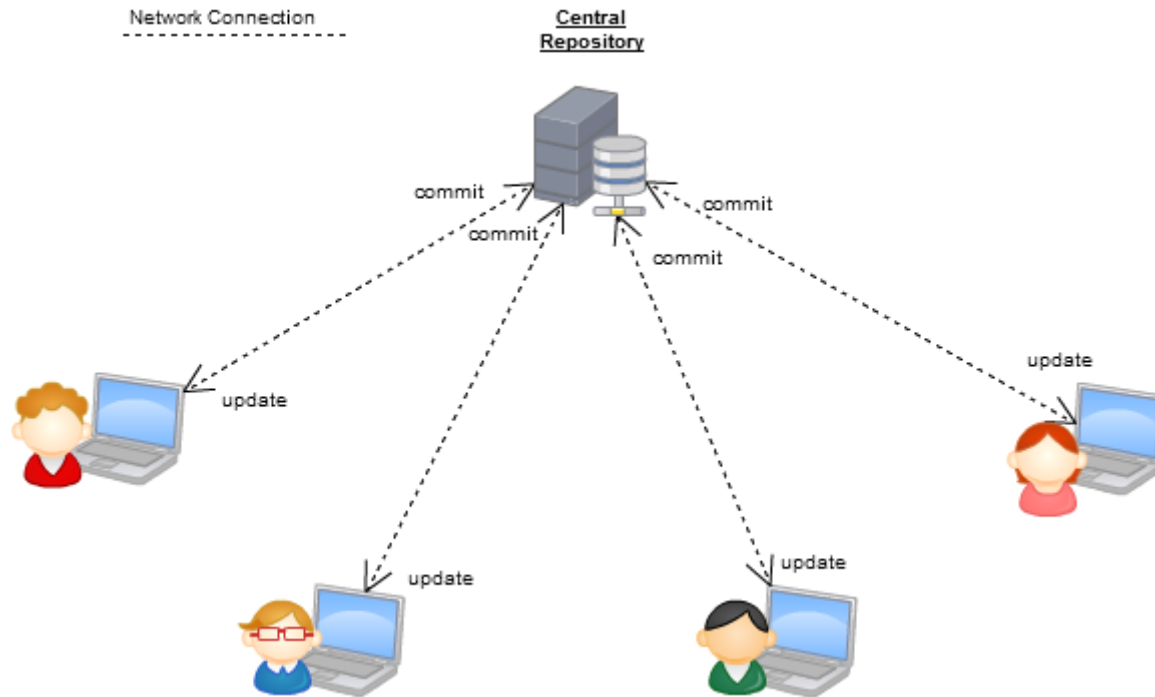 Network Connection
Central
Repository
commit
commit
commit
commit
update
update
update
update